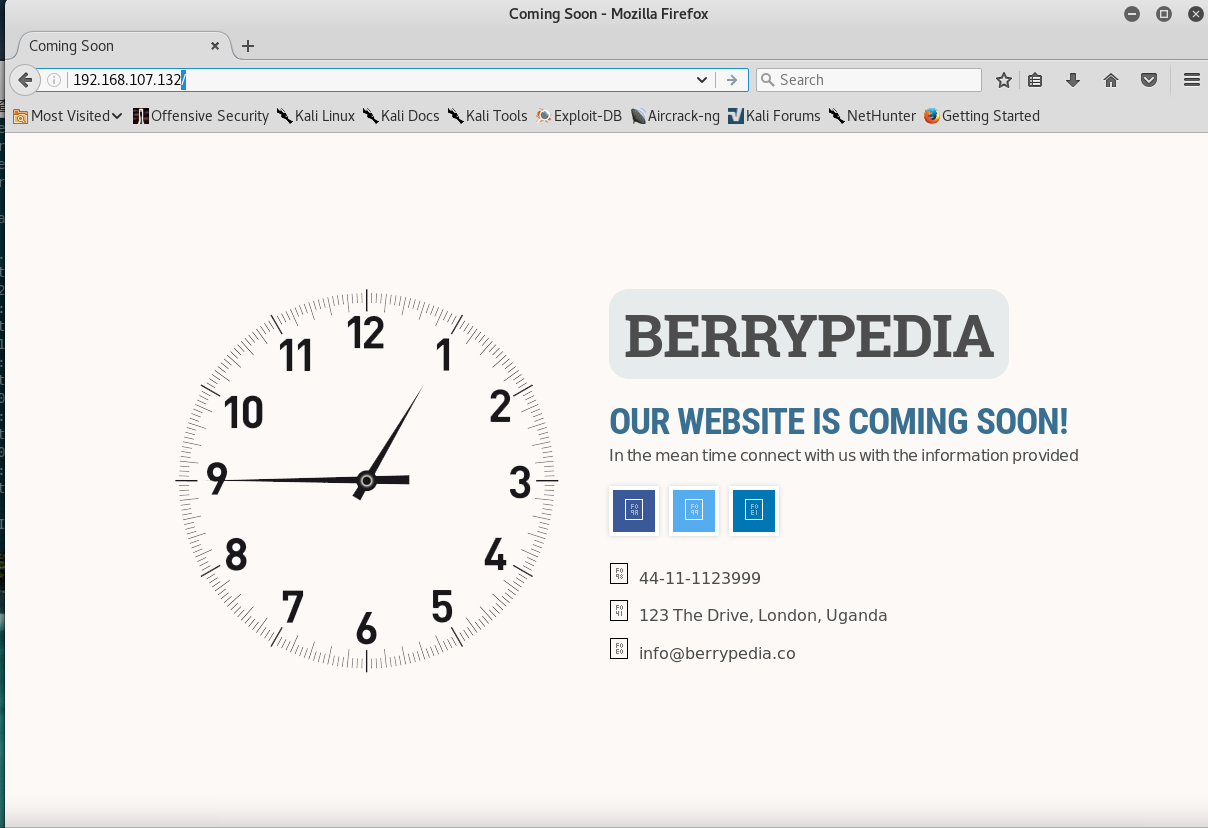 Coming Soon - Mozilla Firefox
Coming Soon
192.168.107.132/
Search
Most Visited Offensive Security Kali Linux Kali Docs Kali Tools Exploit-DB Aircrack-ng Kali Forums NetHunter Getting Started
12
11 1
10 2
9 3
8 4
7 5
6
BERRYPEDIA
OUR WEBSITE IS COMING SOON!
In the mean time connect with us with the information provided
44-11-1123999
123 The Drive, London, Uganda
info@berrypedia.co